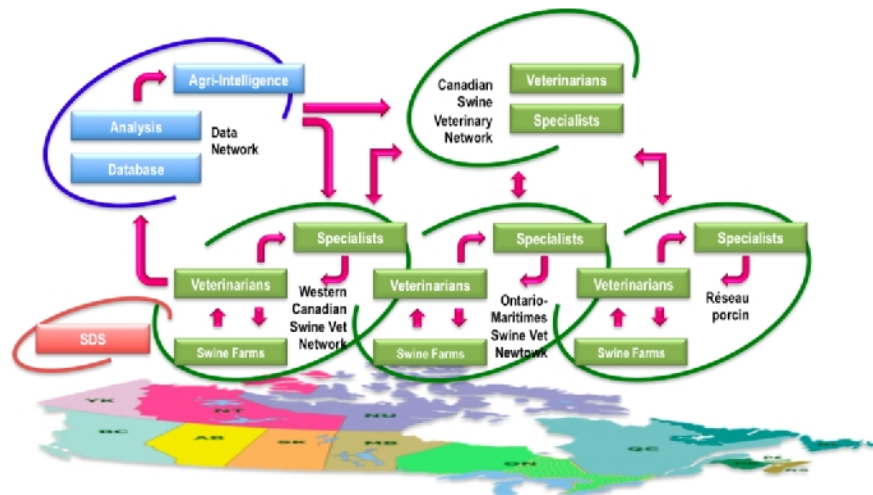 Agri-Intelligence
Analysis
Database
Data
Network
Canadian
Swine
Veterinary
Network
Veterinarians
Specialists
Specialists
Veterinarians
Western
Canadian
Swine Vet
Network
Swine Farms
Specialists
Veterinarians
Ontario-
Maritimes
Swine Vet
Newtowk
Swine Farms
Specialists
Veterinarians
Réseau
porcin
Swine Farms
SDS
YK
NT
NU
BC
AB
SK
MB
ON
QC
PE